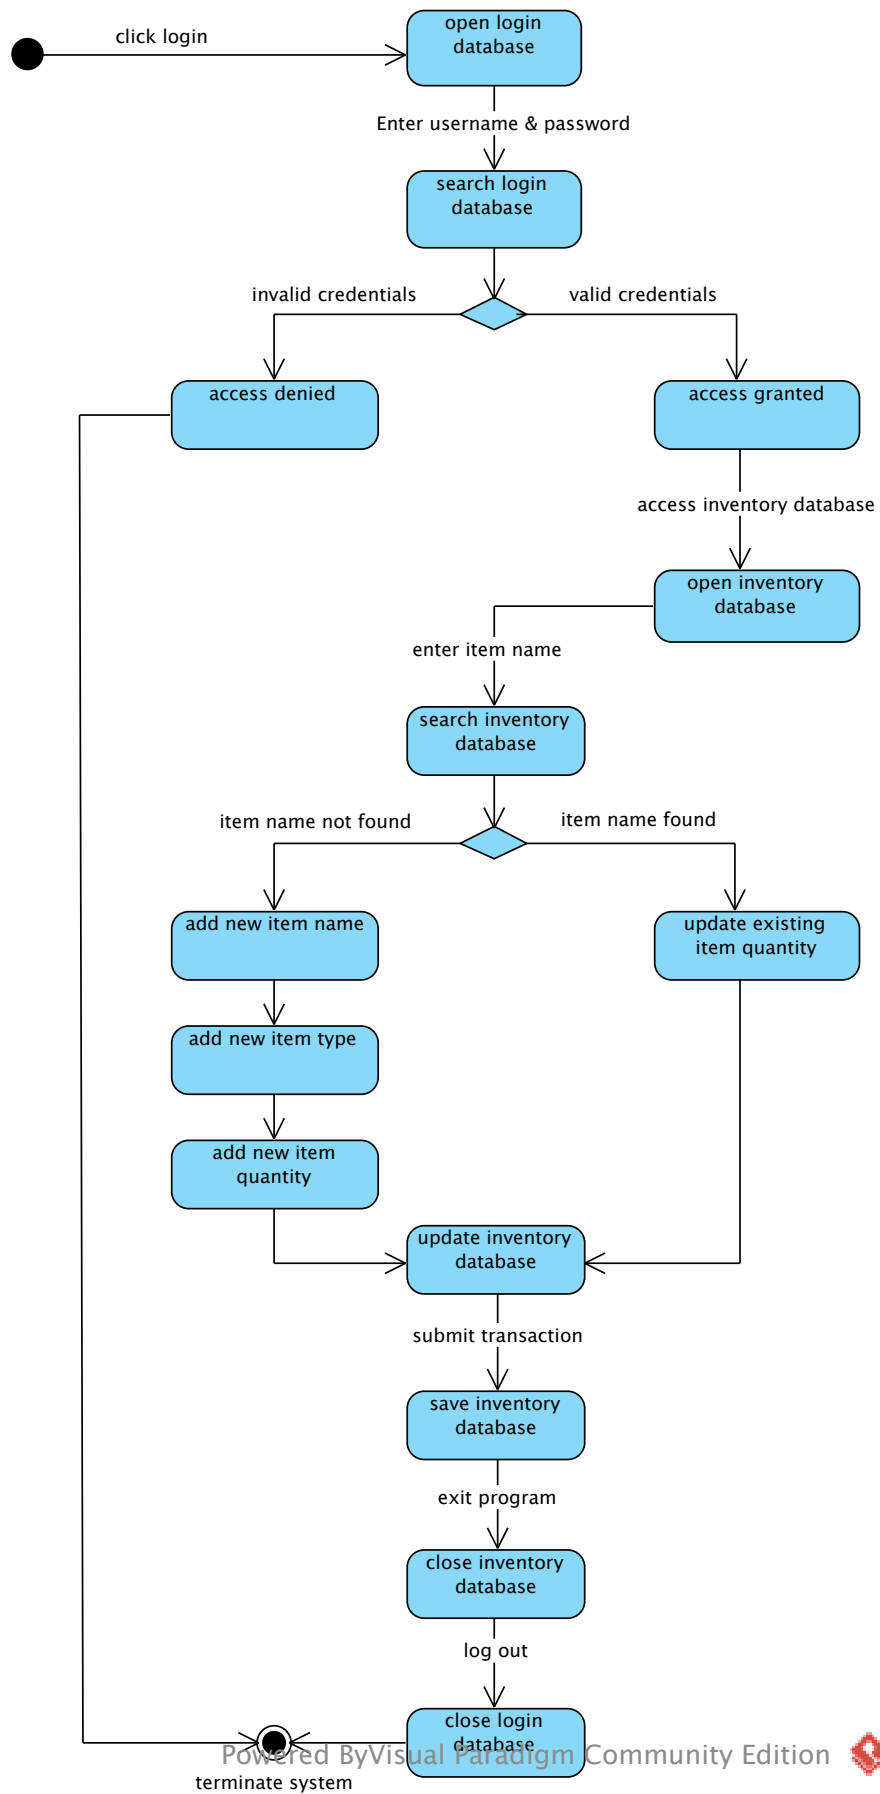 click login
open login
database
Enter username & password
search login
database
invalid credentials
valid credentials
access denied
access granted
access inventory database
open inventory
database
enter item name
search inventory
database
item name not found
item name found
add new item name
update existing
item quantity
add new item type
add new item
quantity
update inventory
database
submit transaction
save inventory
database
exit program
close inventory
database
log out
close login
database
Powered ByVisual Paradigm Community Edition
terminate system